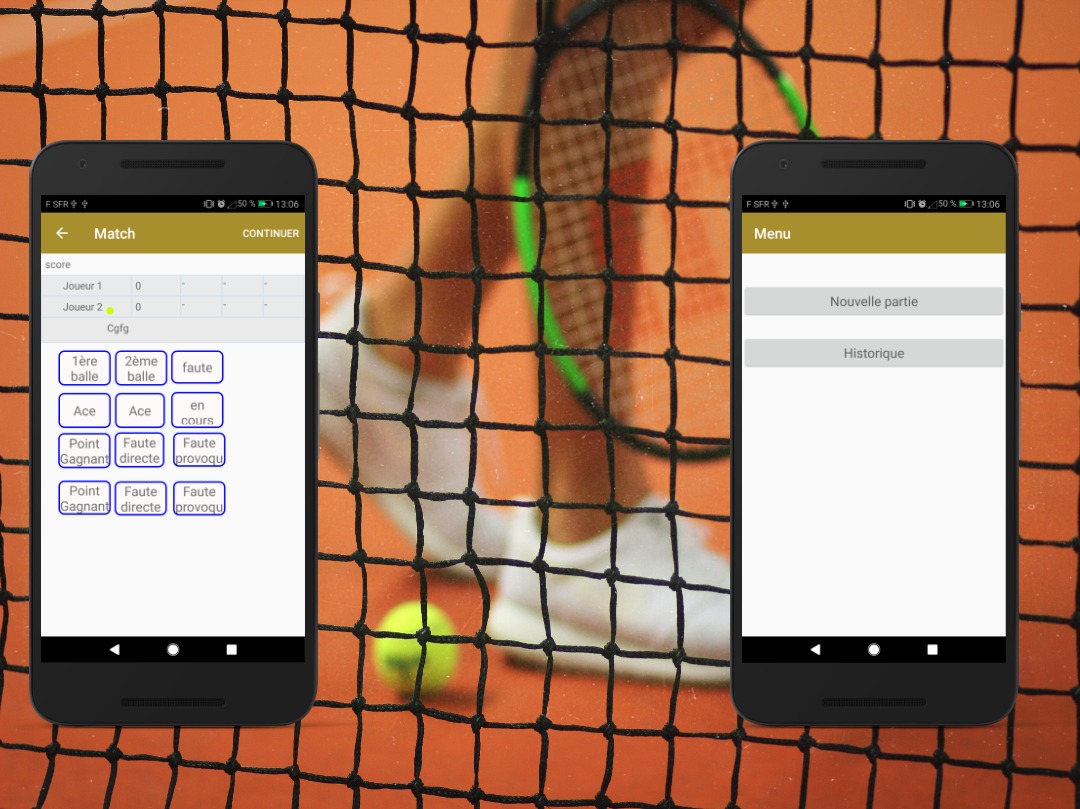 F SFR 50 % 13:06
Match CONTINUER
score
Joueur 1 0 - - -
Joueur 2 0 - - -
Cgfg
1ère balle
2ème balle
faute
Ace
Ace
en cours
Point Gagnant
Faute directe
Faute provoqu
Point Gagnant
Faute directe
Faute provoqu
F SFR 50 % 13:06
Menu
Nouvelle partie
Historique